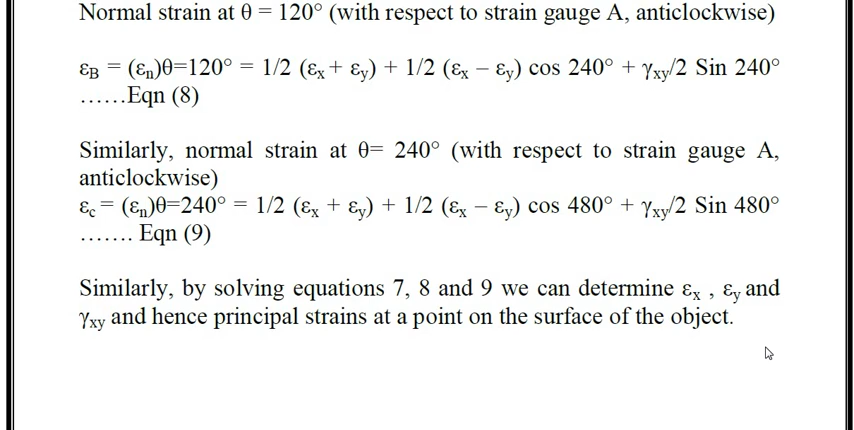 Normal strain at θ = 120° (with respect to strain gauge A, anticlockwise)
εB = (εn)θ=120° = 1/2 (εx + εy) + 1/2 (εx – εy) cos 240° + γxy/2 Sin 240°
……Eqn (8)
Similarly, normal strain at θ= 240° (with respect to strain gauge A,
anticlockwise)
εc = (εn)θ=240° = 1/2 (εx + εy) + 1/2 (εx – εy) cos 480° + γxy/2 Sin 480°
……. Eqn (9)
Similarly, by solving equations 7, 8 and 9 we can determine εx , εy and
γxy and hence principal strains at a point on the surface of the object.